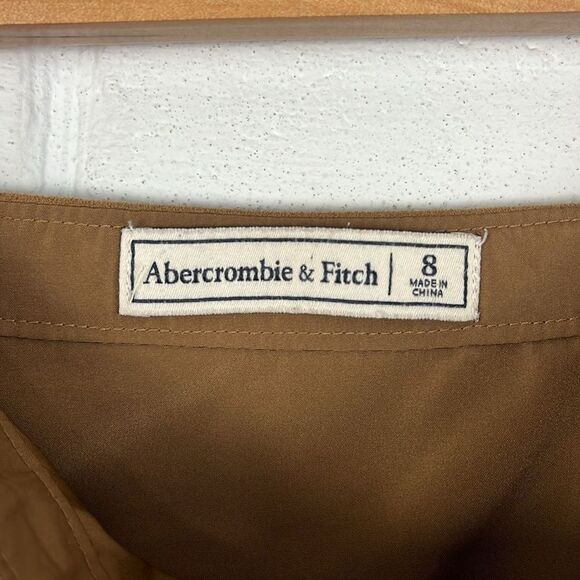 Abercrombie & Fitch | 8
MADE IN
CHINA